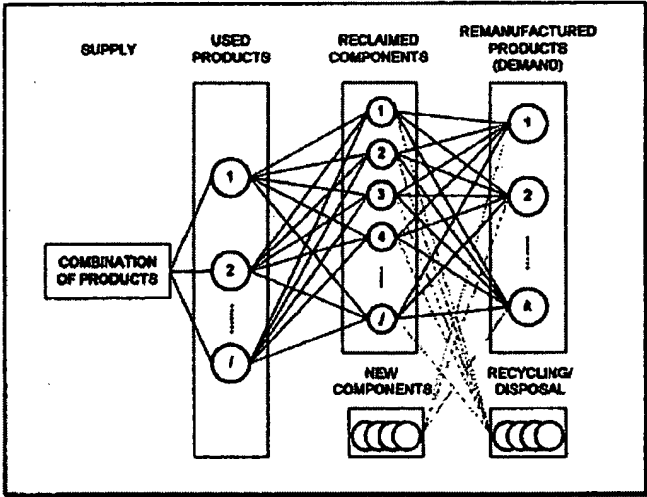 SUPPLY
USED
PRODUCTS
RECLAIMED
COMPONENTS
REMANUFACTURED
PRODUCTS
(DEMAND)
COMBINATION
OF PRODUCTS
1
2
i
1
2
3
4
j
1
2
k
NEW
COMPONENTS
RECYCLING/
DISPOSAL